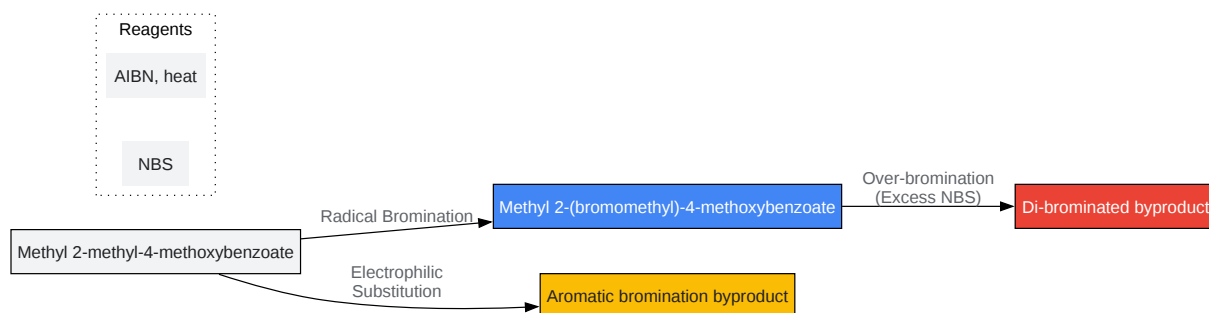 Reagents
AIBN, heat
NBS
Methyl 2-methyl-4-methoxybenzoate
Radical Bromination
Methyl 2-(bromomethyl)-4-methoxybenzoate
Over-bromination
(Excess NBS)
Di-brominated byproduct
Electrophilic
Substitution
Aromatic bromination byproduct